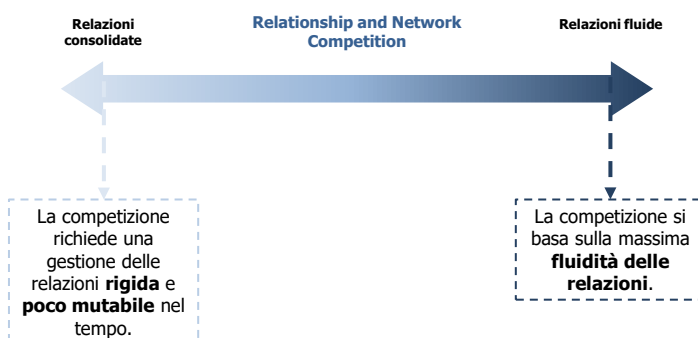 Relazioni
consolidate
Relationship and Network
Competition
Relazioni fluide
La competizione
richiede una
gestione delle
relazioni rigida e
poco mutabile nel
tempo.
La competizione si
basa sulla massima
fluidità delle
relazioni.